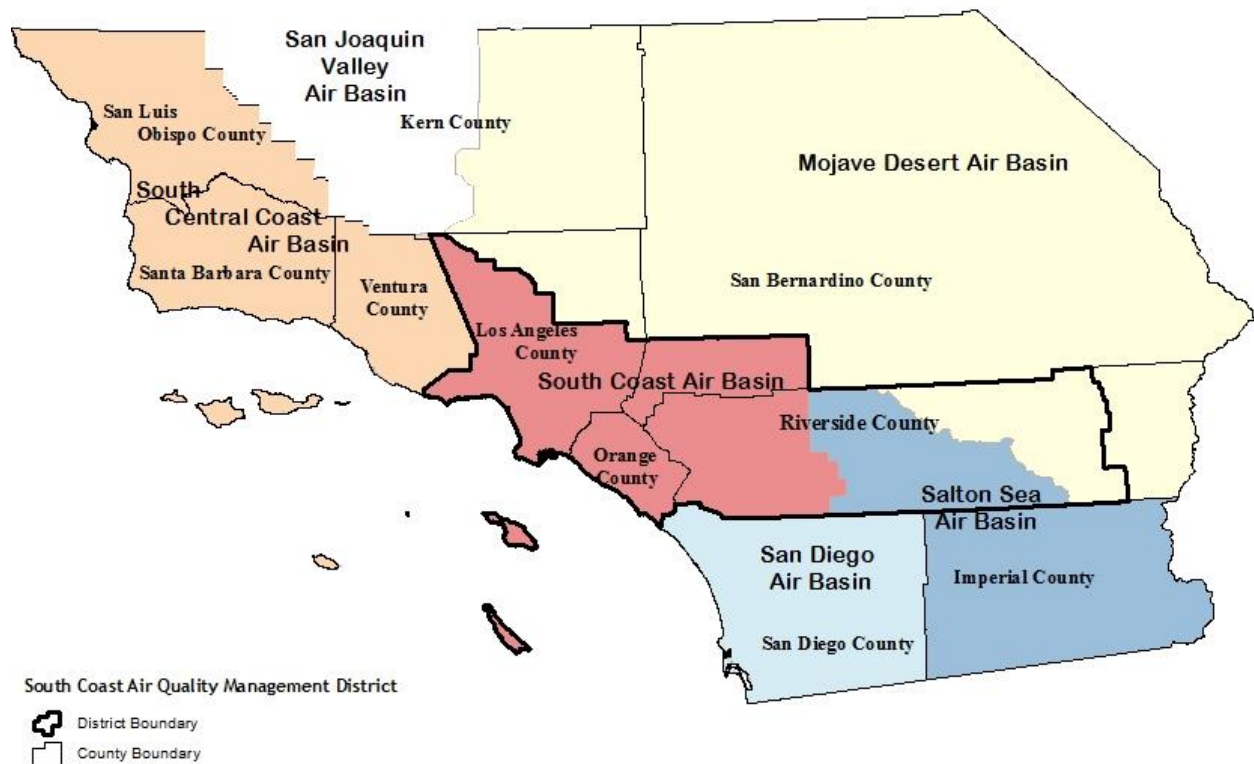 San Joaquin
Valley
Air Basin
Kern County
San Luis
Obispo County
Mojave Desert Air Basin
South
Central Coast
Air Basin
Santa Barbara County
Ventura
County
San Bernardino County
Los Angeles
County
South Coast Air Basin
Riverside County
Orange
County
Salton Sea
Air Basin
San Diego
Air Basin
Imperial County
San Diego County
South Coast Air Quality Management District
District Boundary
County Boundary